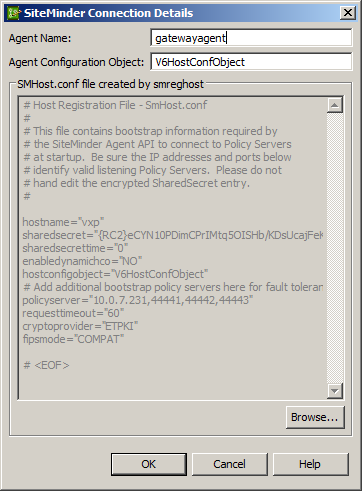 SiteMinder Connection Details
Agent Name: gatewayagent
Agent Configuration Object: V6HostConfObject
SMHost.conf file created by smreghost
# Host Registration File - SmHost.conf
#
# This file contains bootstrap information required by
# the SiteMinder Agent API to connect to Policy Servers
# at startup. Be sure the IP addresses and ports below
# identify valid listening Policy Servers. Please do not
# hand edit the encrypted SharedSecret entry.
#
hostname="vxp"
sharedsecret="{RC2}eCYN10PDimCPrIMtq5OISHb/KDsUcajFeK
sharedsecrettime="0"
enabledynamichco="NO"
hostconfigobject="V6HostConfObject"
# Add additional bootstrap policy servers here for fault toleran
policyserver="10.0.7.231,44441,44442,44443"
requesttimeout="60"
cryptoprovider="ETPKI"
fipsmode="COMPAT"
# <EOF>
Browse...
OK Cancel Help